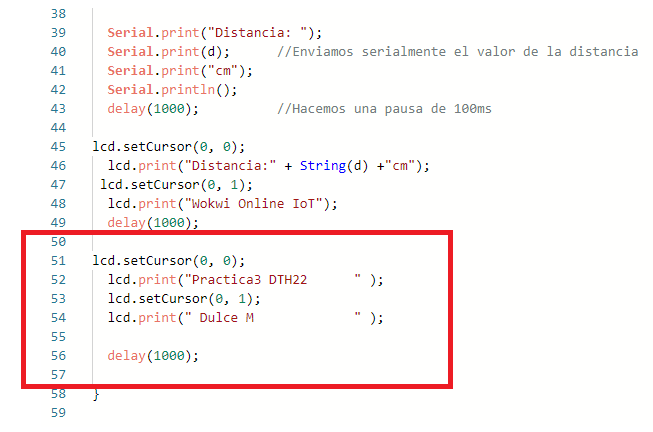 38
39 Serial.print("Distancia: ");
40 Serial.print(d); //Enviamos serialmente el valor de la distancia
41 Serial.print("cm");
42 Serial.println();
43 delay(1000); //Hacemos una pausa de 100ms
44
45 lcd.setCursor(0, 0);
46 lcd.print("Distancia:" + String(d) +"cm");
47 lcd.setCursor(0, 1);
48 lcd.print("Wokwi Online IoT");
49 delay(1000);
50
51 lcd.setCursor(0, 0);
52 lcd.print("Practica3 DTH22      " );
53 lcd.setCursor(0, 1);
54 lcd.print(" Dulce M             " );
55
56 delay(1000);
57
58 }
59